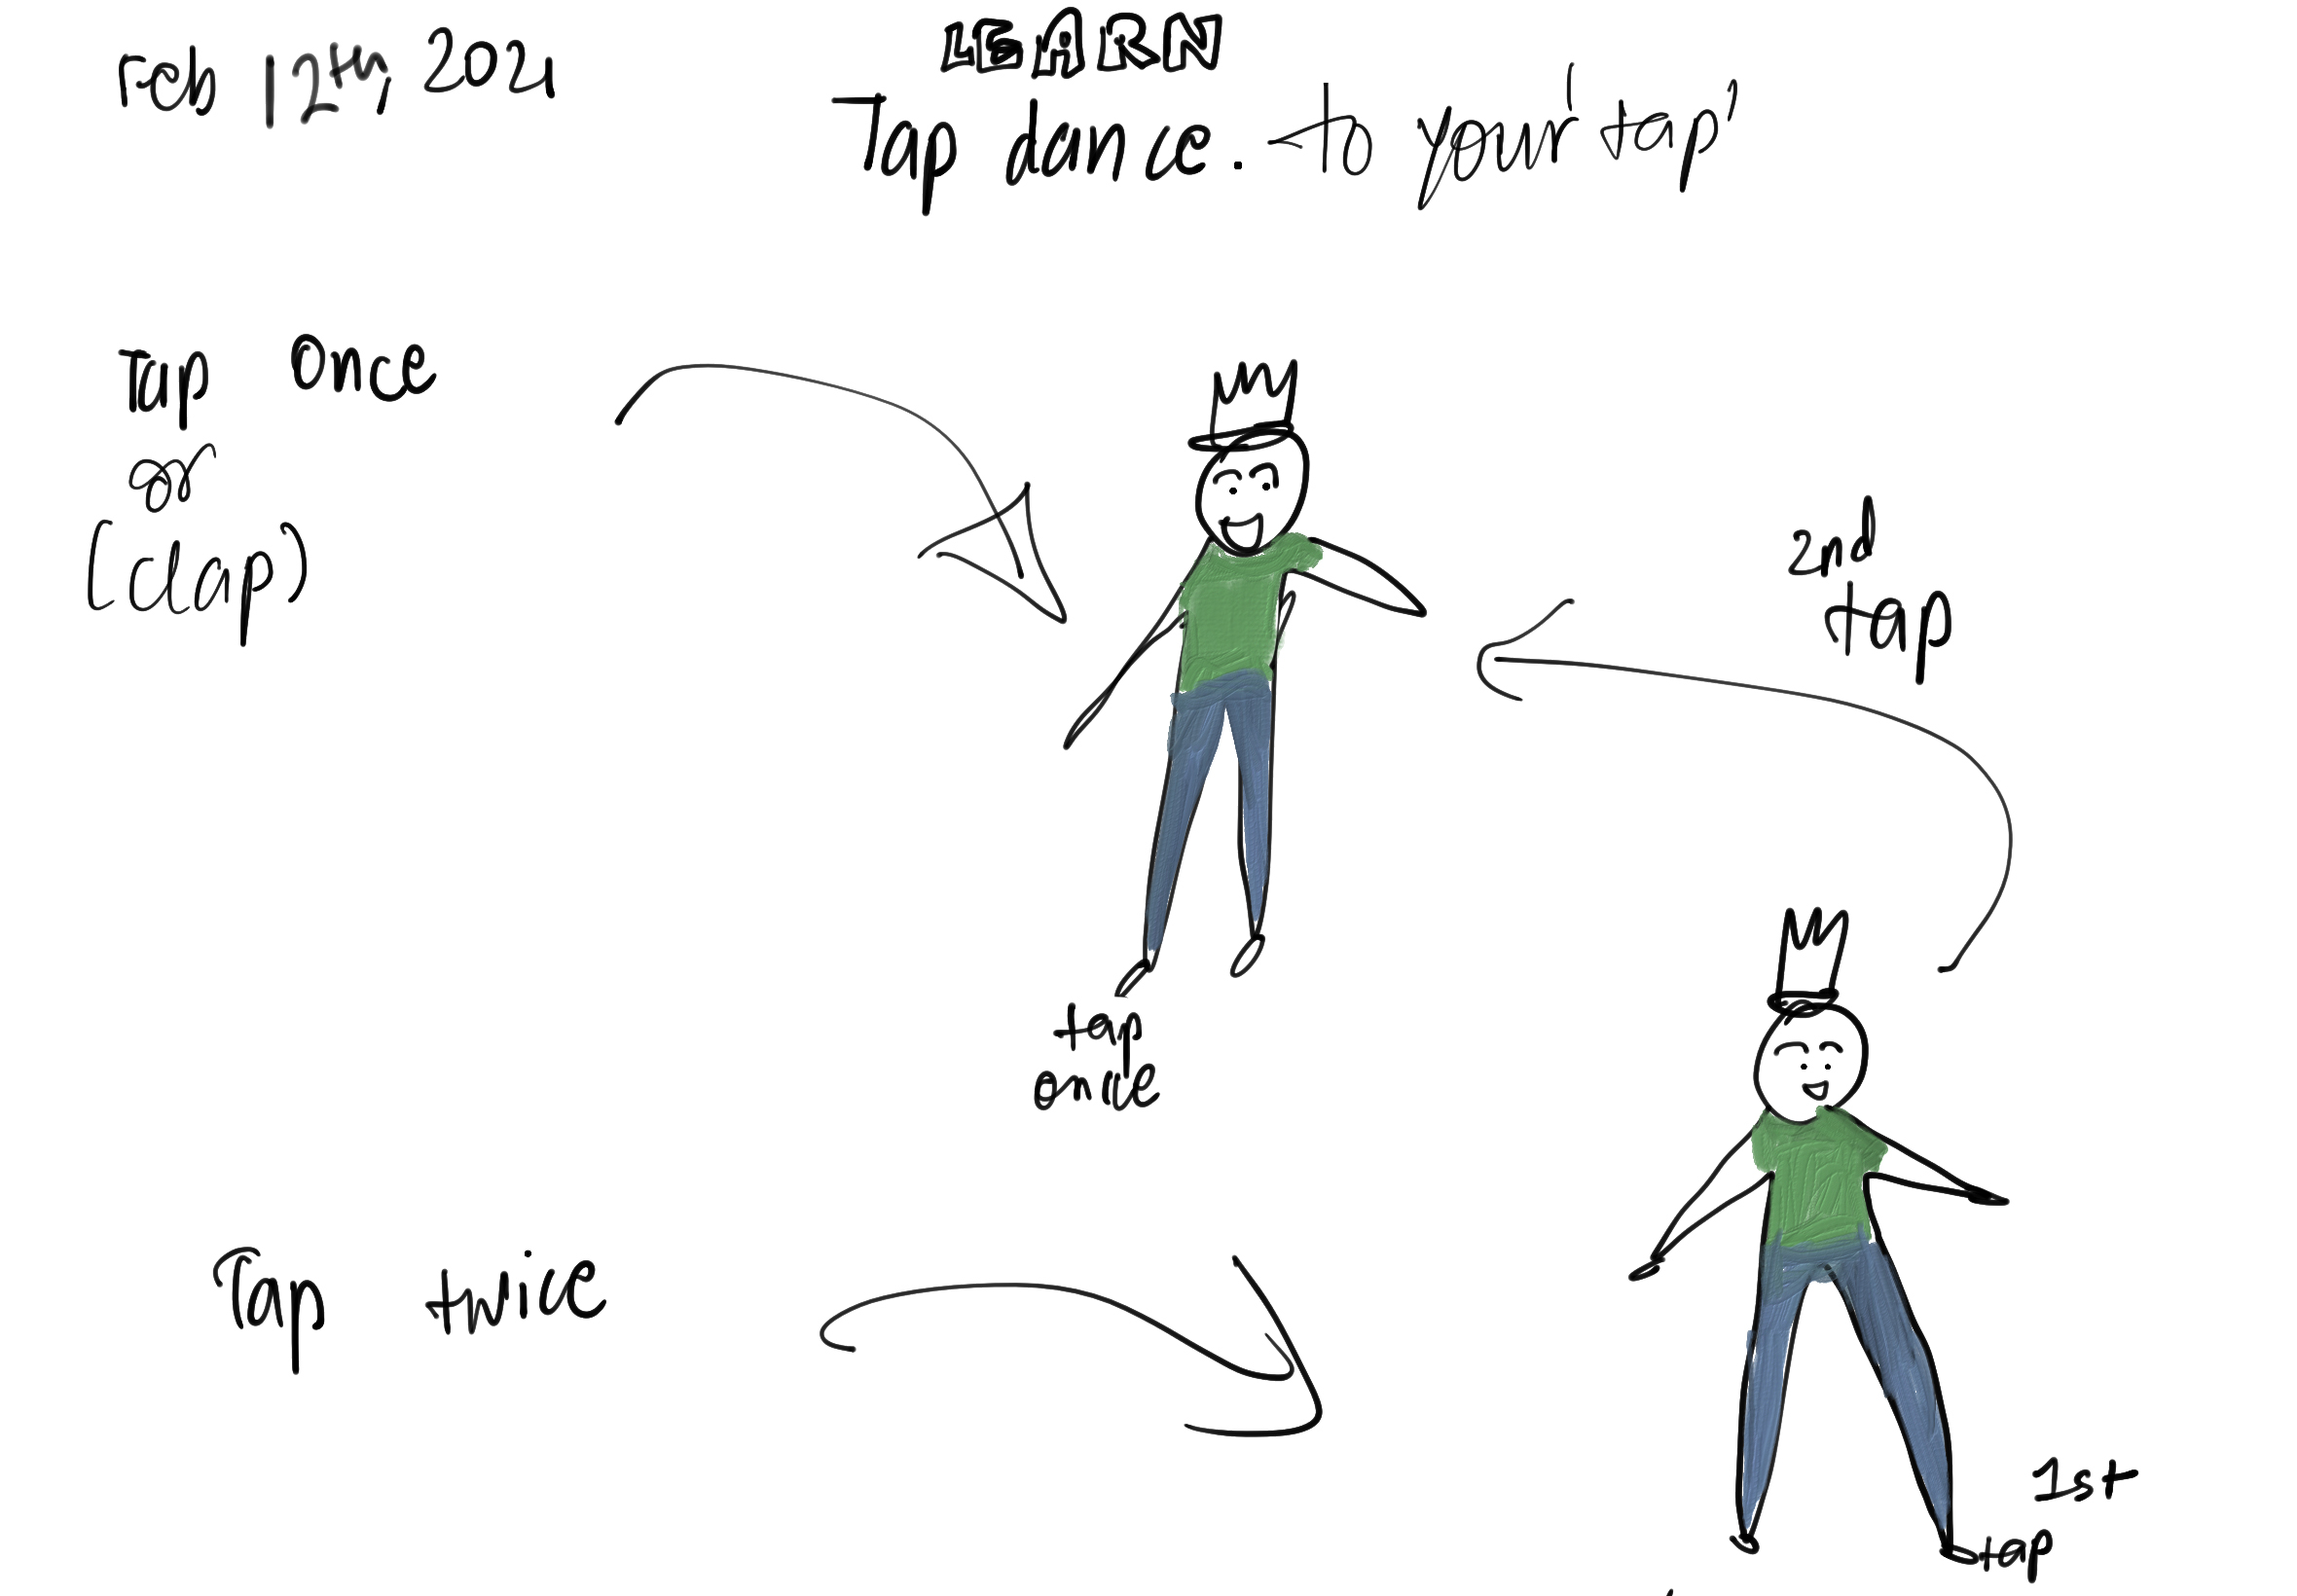 Feb 12th, 2021
LEARN
Tap dance. to your 'tap'
Tap once
or
(clap)
2nd
tap
tap
once
Tap twice
1st
tap